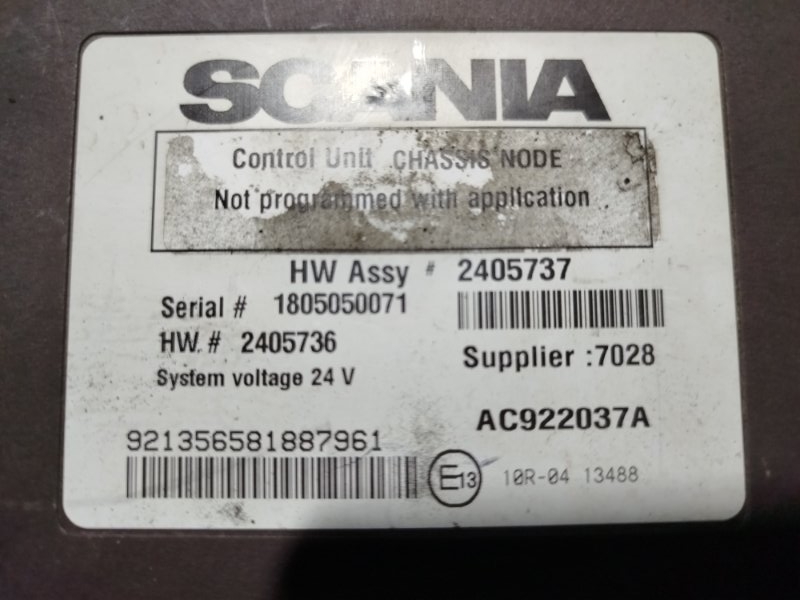 SCANIA
Control Unit CHASSIS NODE
Not programmed with application
HW Assy # 2405737
Serial # 1805050071
HW. # 2405736
Supplier :7028
System voltage 24 V
AC922037A
921356581887961
E13 10R-04 13488